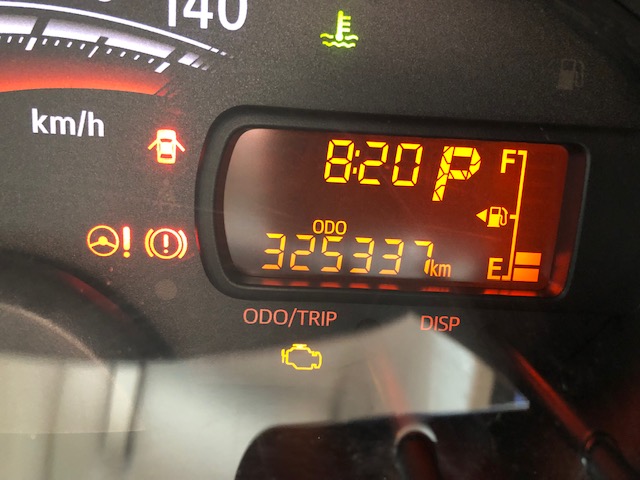 140
km/h
8:20 P
F
ODO
325337 km
E
ODO/TRIP DISP